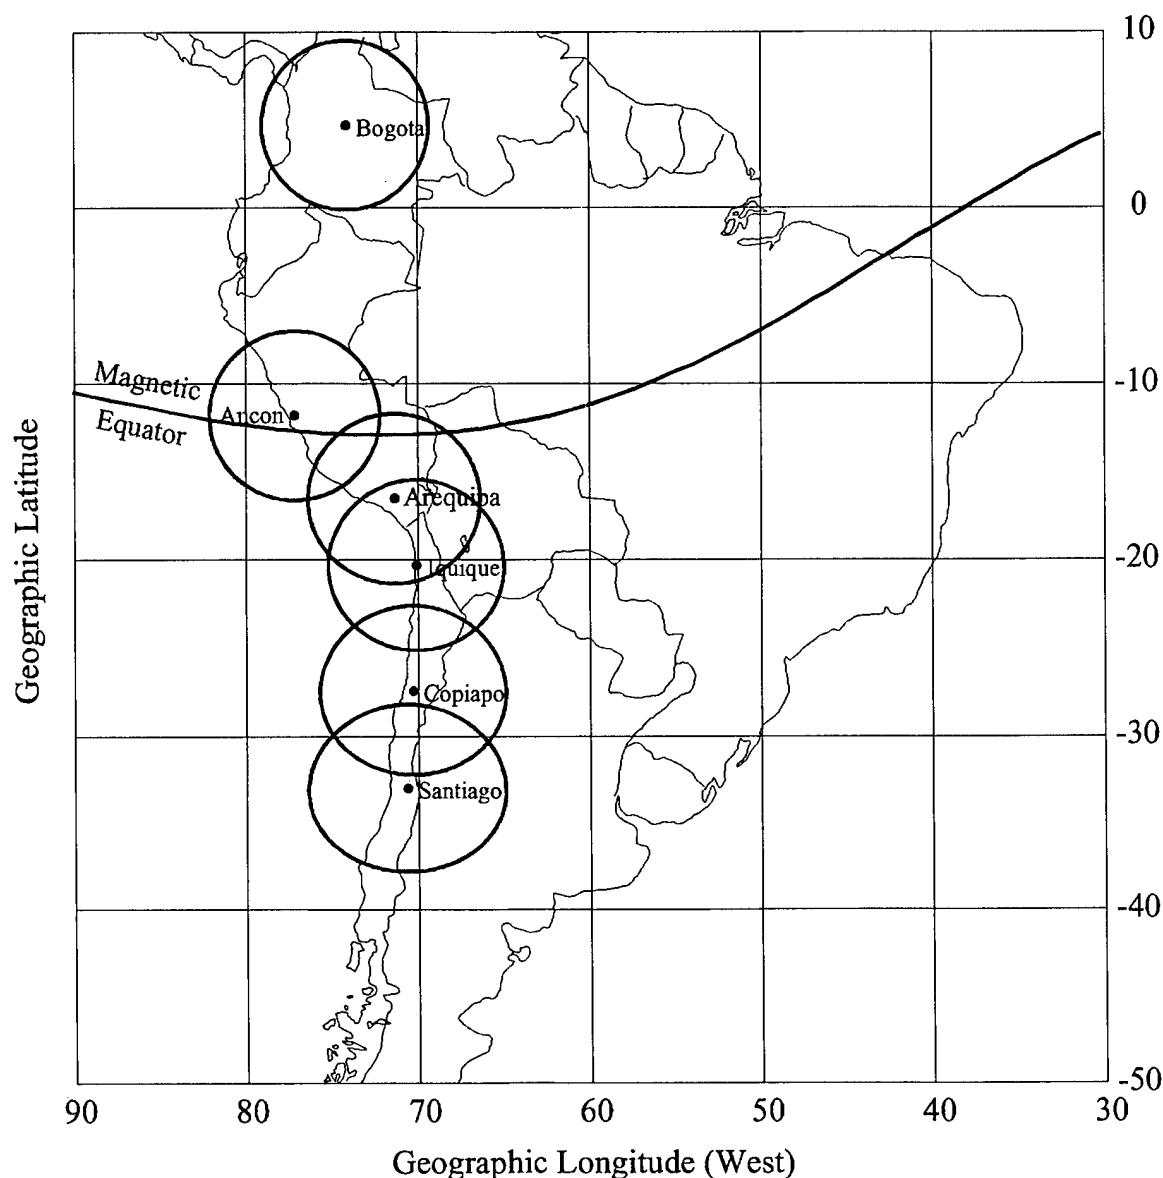 10
Bogota
0
Magnetic
-10
Ancon
Equator
Arequipa
-20
Iquique
Copiapo
-30
Santiago
-40
-50
90 80 70 60 50 40 30
Geographic Latitude
Geographic Longitude (West)